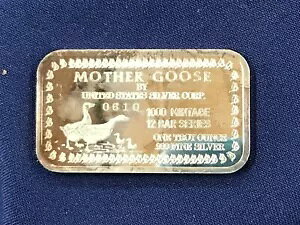 MOTHER GOOSE
BY
UNITED STATES SILVER CORP.
0610
1000 MINTAGE
12 BAR SERIES
ONE TROY OUNCE
.999 FINE SILVER